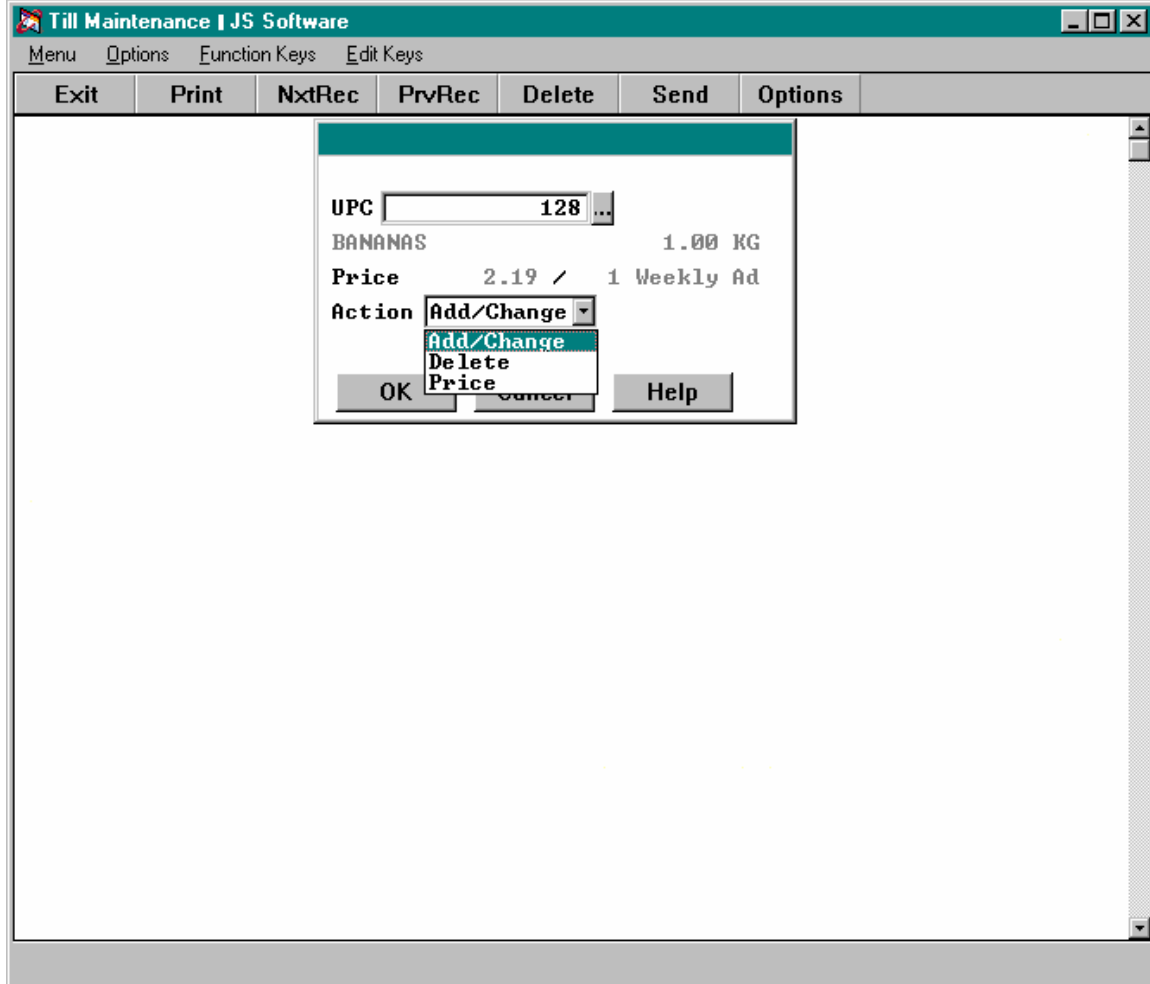 Till Maintenance | JS Software
Menu Options Function Keys Edit Keys
Exit Print NxtRec PrvRec Delete Send Options
UPC 128 ...
BANANAS 1.00 KG
Price 2.19 / 1 Weekly Ad
Action Add/Change
Add/Change
Delete
Price
OK Cancel Help